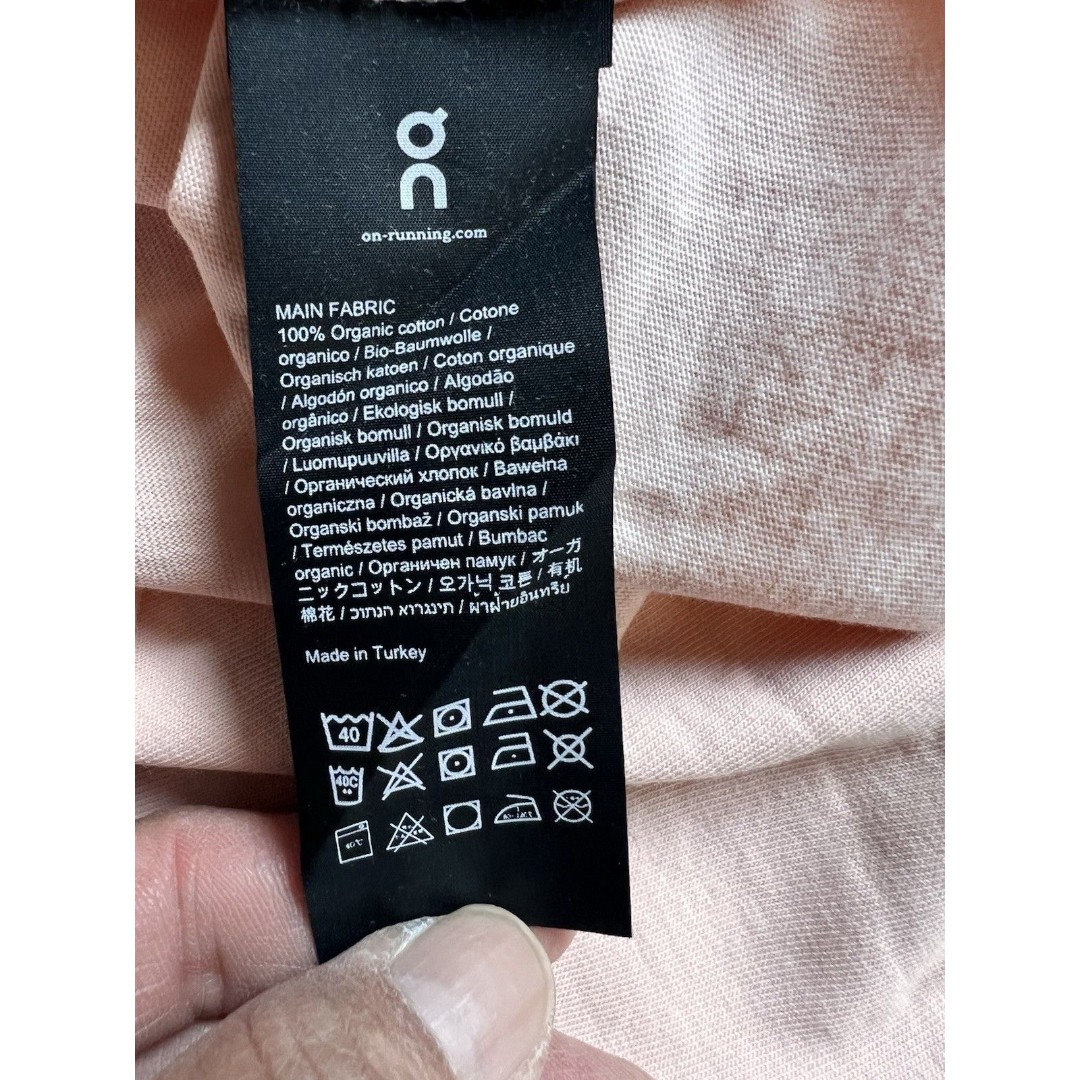 on
on-running.com
MAIN FABRIC
100% Organic cotton / Cotone
organico / Bio-Baumwolle /
Organisch katoen / Coton organique
/ Algodón organico / Algodão
orgânico / Ekologisk bomull /
Organisk bomull / Organisk bomuld
/ Luomupuuvilla / Οργανικό βαμβάκι
/ Органический хлопок / Bawełna
organiczna / Organická bavlna /
Organski bombaž / Organski pamuk
/ Természetes pamut / Bumbac
organic / Органичен памук / オーガ
ニックコットン / 오가닉 코튼 / 有机
棉花 / כותנה אורגנית / ผ้าฝ้ายอินทรีย์
Made in Turkey
40
40C